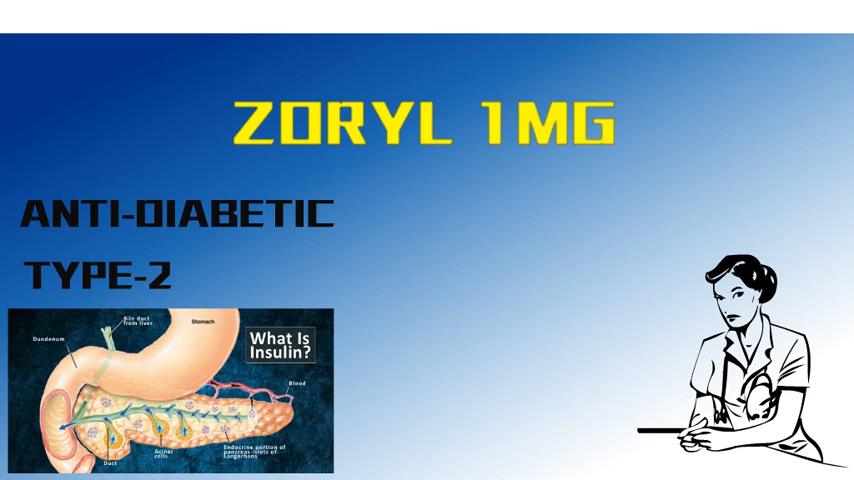 ZORYL 1MG
ANTI-DIABETIC
TYPE-2
Bile duct
from liver
Stomach
Duodenum
What Is
Insulin?
Blood
Duct
Acinar
cells
Endocrine portion of
pancreas-islets of
Langerhans